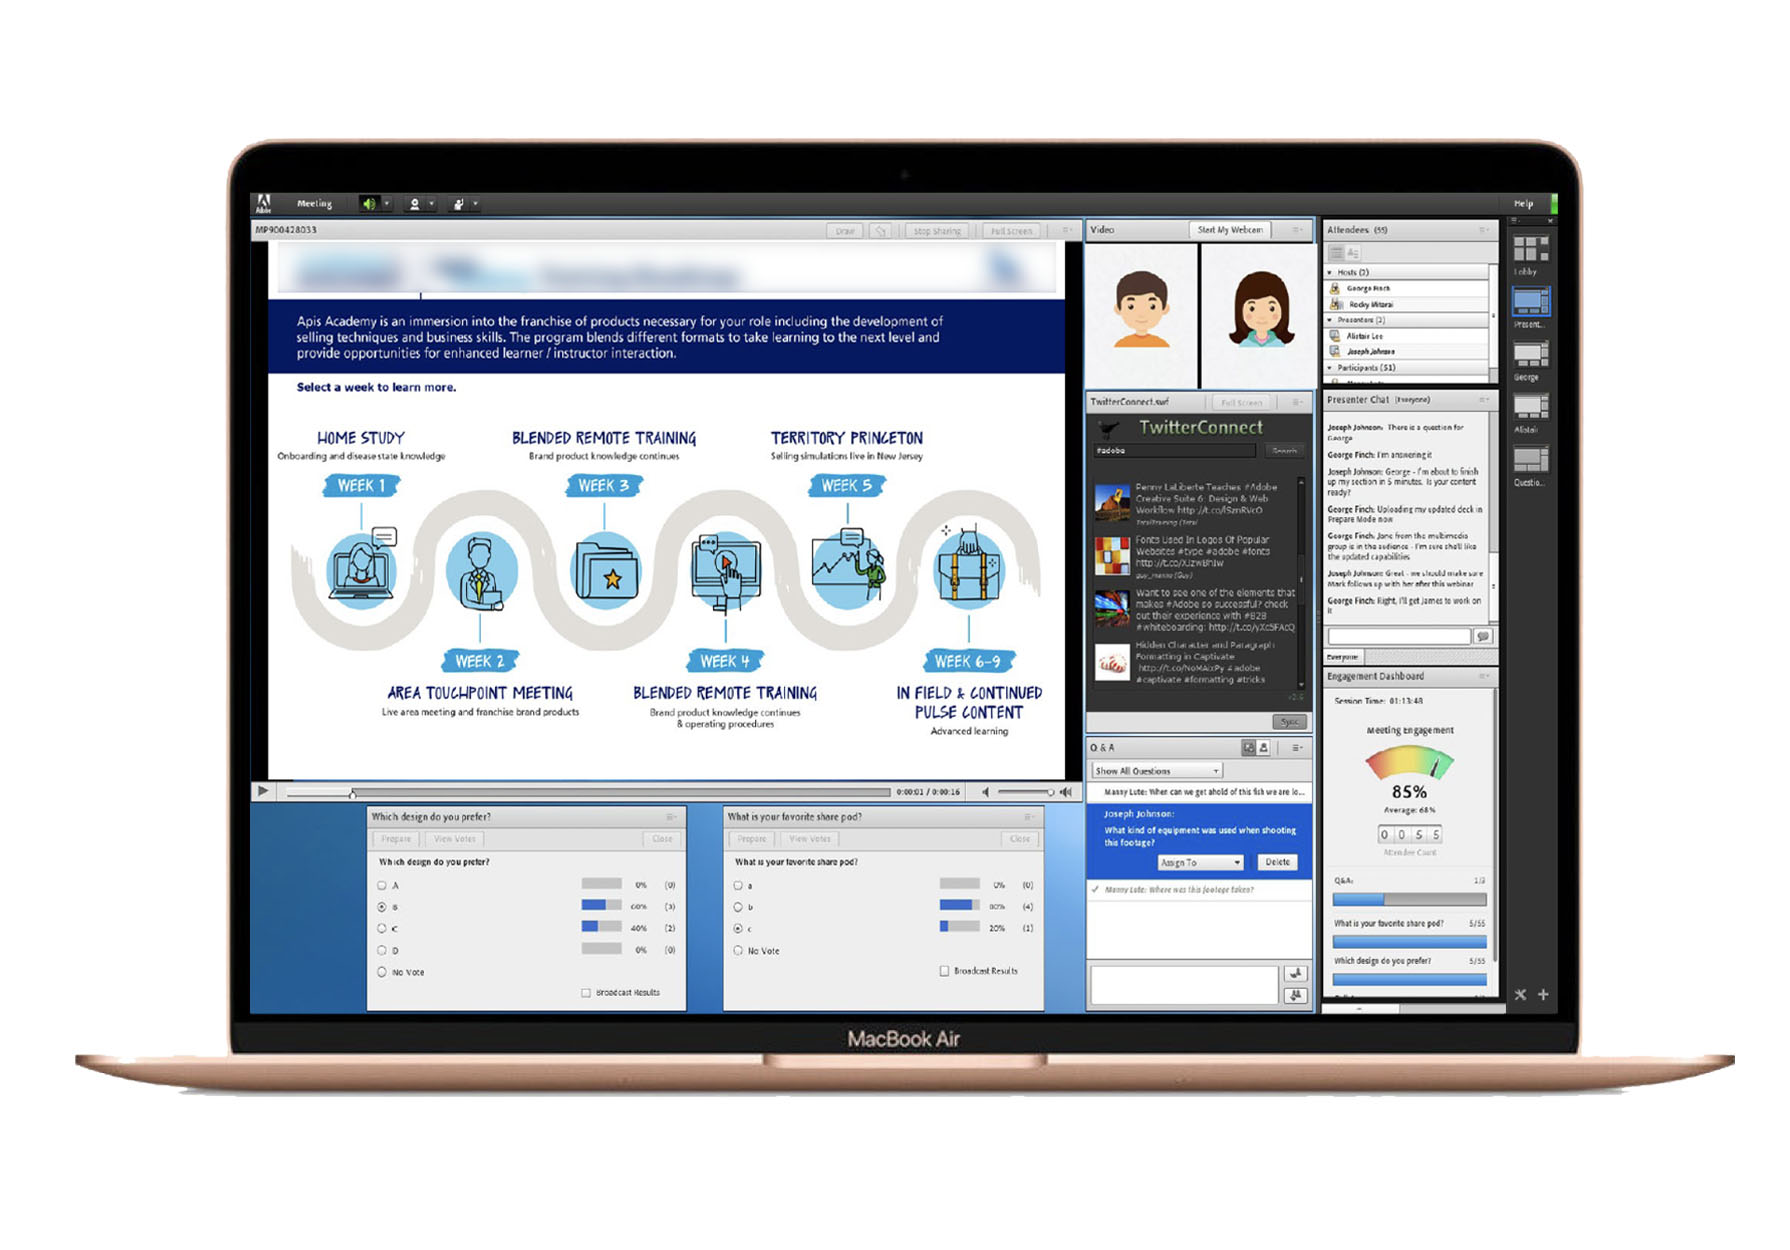 Adobe
Meeting
Help
MP900428033
Draw
Stop Sharing
Full Screen
Apis Academy is an immersion into the franchise of products necessary for your role including the development of
selling techniques and business skills. The program blends different formats to take learning to the next level and
provide opportunities for enhanced learner / instructor interaction.
Select a week to learn more.
HOME STUDY
Onboarding and disease state knowledge
WEEK 1
BLENDED REMOTE TRAINING
Brand product knowledge continues
WEEK 3
TERRITORY PRINCETON
Selling simulations live in New Jersey
WEEK 5
WEEK 2
AREA TOUCHPOINT MEETING
Live area meeting and franchise brand products
WEEK 4
BLENDED REMOTE TRAINING
Brand product knowledge continues
& operating procedures
WEEK 6-9
IN FIELD & CONTINUED
PULSE CONTENT
Advanced learning
0:00:01 / 0:00:16
Which design do you prefer?
Prepare
View Votes
Close
Which design do you prefer?
A 0% (0)
B 60% (3)
C 40% (2)
D 0% (0)
No Vote
Broadcast Results
What is your favorite share pod?
Prepare
View Votes
Close
What is your favorite share pod?
a 0% (0)
b 80% (4)
c 20% (1)
No Vote
Broadcast Results
Video
Start My Webcam
TwitterConnect.swf
Full Screen
TwitterConnect
#adobe
Search
Penny LaLiberte Teaches #Adobe
Creative Suite 6: Design & Web
Workflow
Fonts Used In Logos Of Popular
Websites #type #adobe #fonts
guy_menna (Guy)
Want to see one of the elements that
makes #Adobe so successful? check
out their experience with #B2B
#whiteboarding:
Hidden Character and Paragraph
Formatting in Captivate
#adobe
#captivate #formatting #tricks
Sync
Q & A
Show All Questions
Manny Lute: When can we get ahold of this fish we are lo...
Joseph Johnson:
What kind of equipment was used when shooting
this footage?
Assign To
Delete
Manny Lute: Where was this footage taken?
Attendees (55)
Hosts (2)
George Finch
Rocky Mitarai
Presenters (2)
Alistair Lee
Joseph Johnson
Participants (51)
Presenter Chat (Everyone)
Joseph Johnson: There is a question for
George
George Finch: I'm answering it
Joseph Johnson: George - I'm about to finish
up my section in 5 minutes. Is your content
ready?
George Finch: Uploading my updated deck in
Prepare Mode now
George Finch: Jane from the multimedia
group is in the audience - I'm sure she'll like
the updated capabilities
Joseph Johnson: Great - we should make sure
Mark follows up with her after this webinar
George Finch: Right, I'll get James to work on
it
Everyone
Engagement Dashboard
Session Time: 01:13:48
Meeting Engagement
85%
Average: 68%
0 0 5 5
Attendee Count
Q&A: 1/3
What is your favorite share pod? 5/55
Which design do you prefer? 5/55
Lobby
Present...
George
Alistair
Questio...
MacBook Air